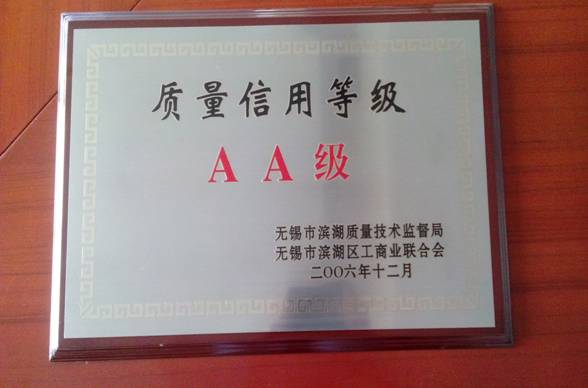 质量信用等级
AA级
无锡市滨湖质量技术监督局
无锡市滨湖区工商业联合会
二〇〇六年十二月